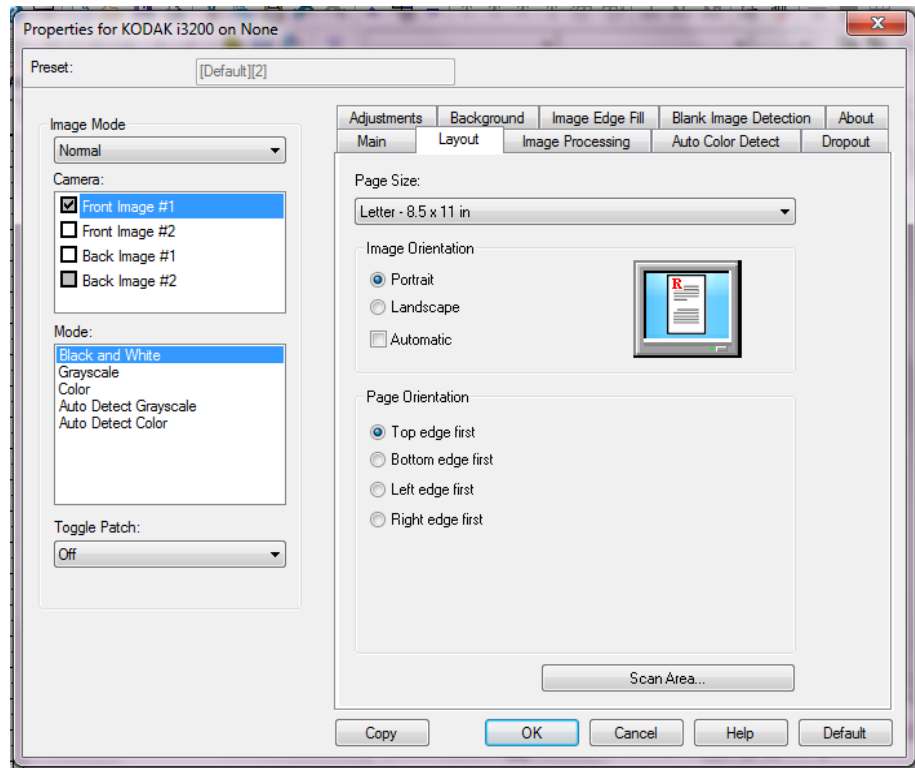 Properties for KODAK i3200 on None
Preset:
[Default][2]
Image Mode
Normal
Camera:
Front Image #1
Front Image #2
Back Image #1
Back Image #2
Mode:
Black and White
Grayscale
Color
Auto Detect Grayscale
Auto Detect Color
Toggle Patch:
Off
Adjustments Background Image Edge Fill Blank Image Detection About
Main Layout Image Processing Auto Color Detect Dropout
Page Size:
Letter - 8.5 x 11 in
Image Orientation
Portrait
Landscape
Automatic
R
Page Orientation
Top edge first
Bottom edge first
Left edge first
Right edge first
Scan Area...
Copy OK Cancel Help Default